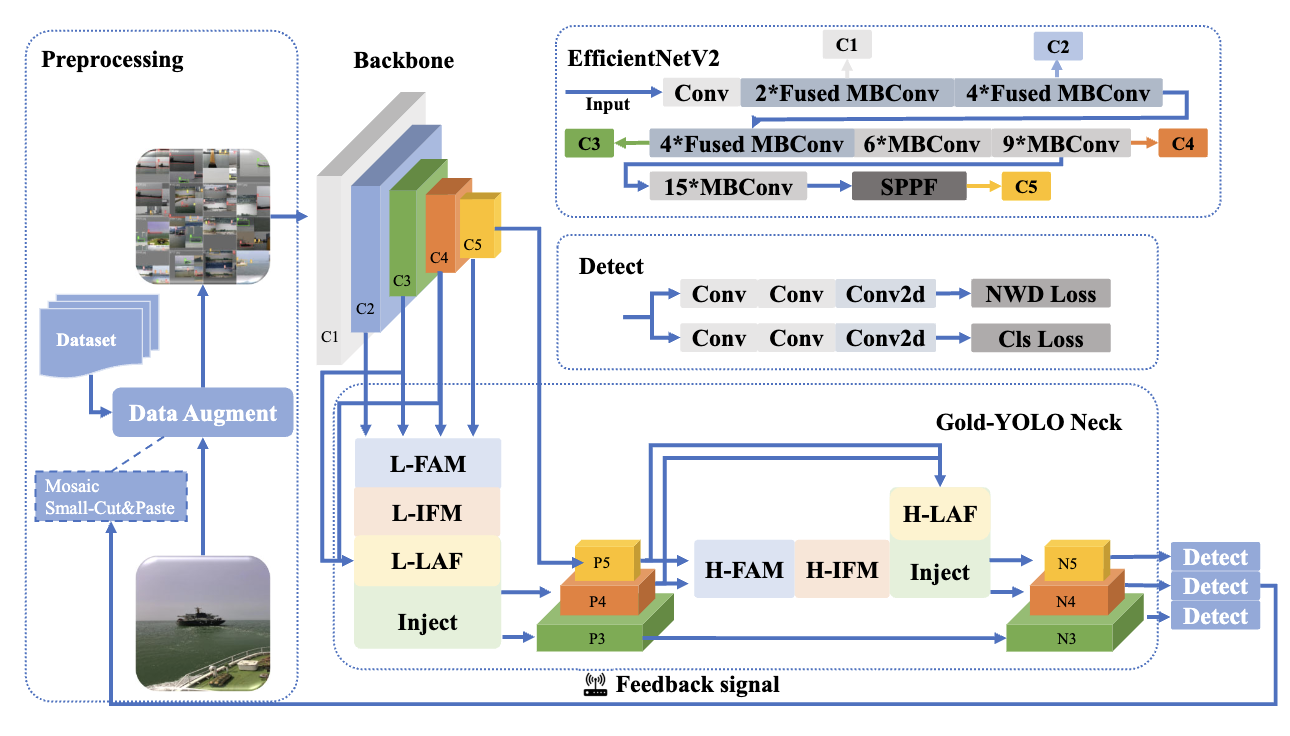 Preprocessing
Dataset
Data Augment
Mosaic
Small-Cut&Paste
Backbone
C1
C2
C3
C4
C5
EfficientNetV2
C1
C2
Input
Conv
2*Fused MBConv
4*Fused MBConv
C3
4*Fused MBConv
6*MBConv
9*MBConv
C4
15*MBConv
SPPF
C5
Detect
Conv
Conv
Conv2d
NWD Loss
Conv
Conv
Conv2d
Cls Loss
Gold-YOLO Neck
L-FAM
L-IFM
L-LAF
Inject
P5
P4
P3
H-FAM
H-IFM
H-LAF
Inject
N5
N4
N3
Detect
Detect
Detect
Feedback signal